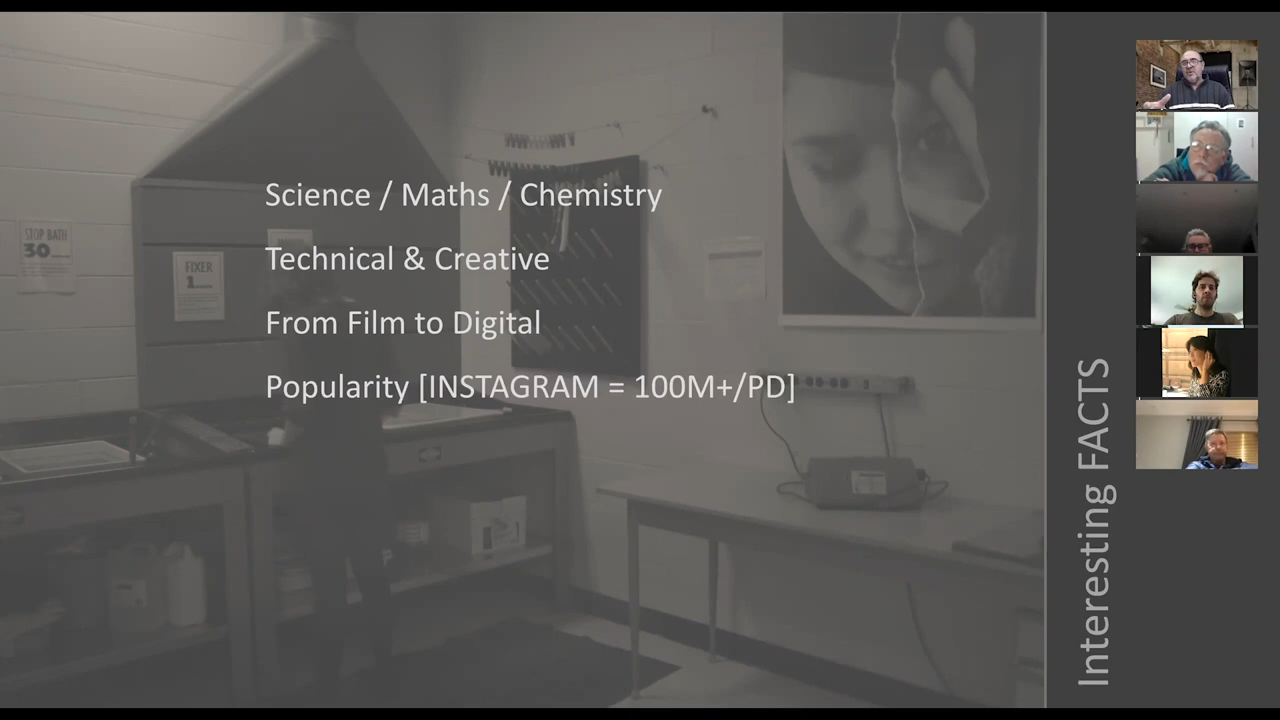 Science / Maths / Chemistry
Technical & Creative
From Film to Digital
Popularity [INSTAGRAM = 100M+/PD]
Interesting FACTS
STOP BATH
30
FIXER
1